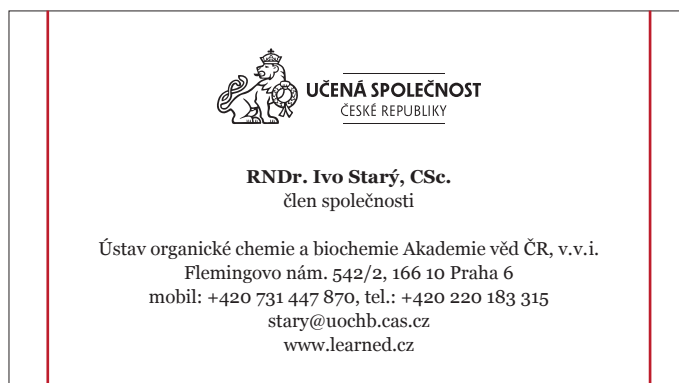 UČENÁ SPOLEČNOST
ČESKÉ REPUBLIKY
RNDr. Ivo Starý, CSc.
člen společnosti
Ústav organické chemie a biochemie Akademie věd ČR, v.v.i.
Flemingovo nám. 542/2, 166 10 Praha 6
mobil: +420 731 447 870, tel.: +420 220 183 315
stary@uochb.cas.cz
www.learned.cz